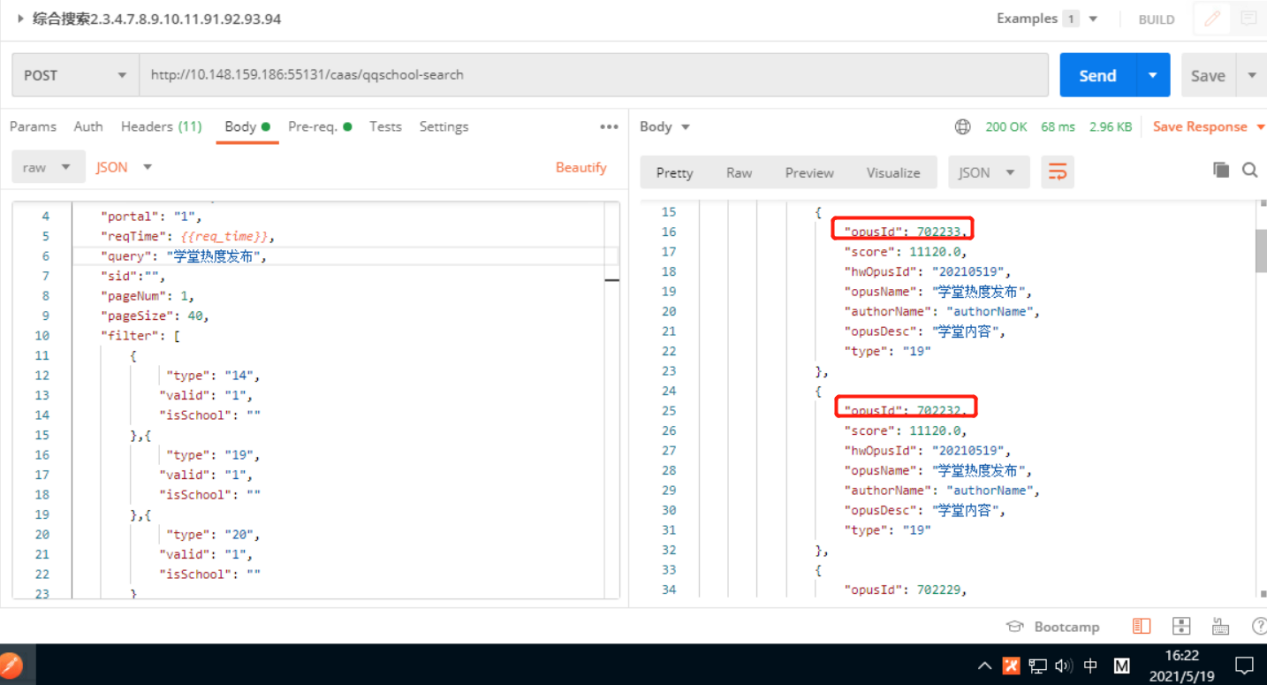 综合搜索2.3.4.7.8.9.10.11.91.92.93.94
Examples 1
BUILD
POST
http://10.148.159.186:55131/caas/qqschool-search
Send
Save
Params Auth Headers (11) Body Pre-req. Tests Settings
raw JSON Beautify
4 "portal": "1",
5 "reqTime": {{req_time}},
6 "query": "学堂热度发布",
7 "sid":"",
8 "pageNum": 1,
9 "pageSize": 40,
10 "filter": [
11 {
12 "type": "14",
13 "valid": "1",
14 "isSchool": ""
15 },{
16 "type": "19",
17 "valid": "1",
18 "isSchool": ""
19 },{
20 "type": "20",
21 "valid": "1",
22 "isSchool": ""
23 }
Body 200 OK 68 ms 2.96 KB Save Response
Pretty Raw Preview Visualize JSON
15 {
16 "opusId": 702233,
17 "score": 11120.0,
18 "hwOpusId": "20210519",
19 "opusName": "学堂热度发布",
20 "authorName": "authorName",
21 "opusDesc": "学堂内容",
22 "type": "19"
23 },
24 {
25 "opusId": 702232,
26 "score": 11120.0,
27 "hwOpusId": "20210519",
28 "opusName": "学堂热度发布",
29 "authorName": "authorName",
30 "opusDesc": "学堂内容",
31 "type": "19"
32 },
33 {
34 "opusId": 702229,
Bootcamp
中 M
16:22
2021/5/19